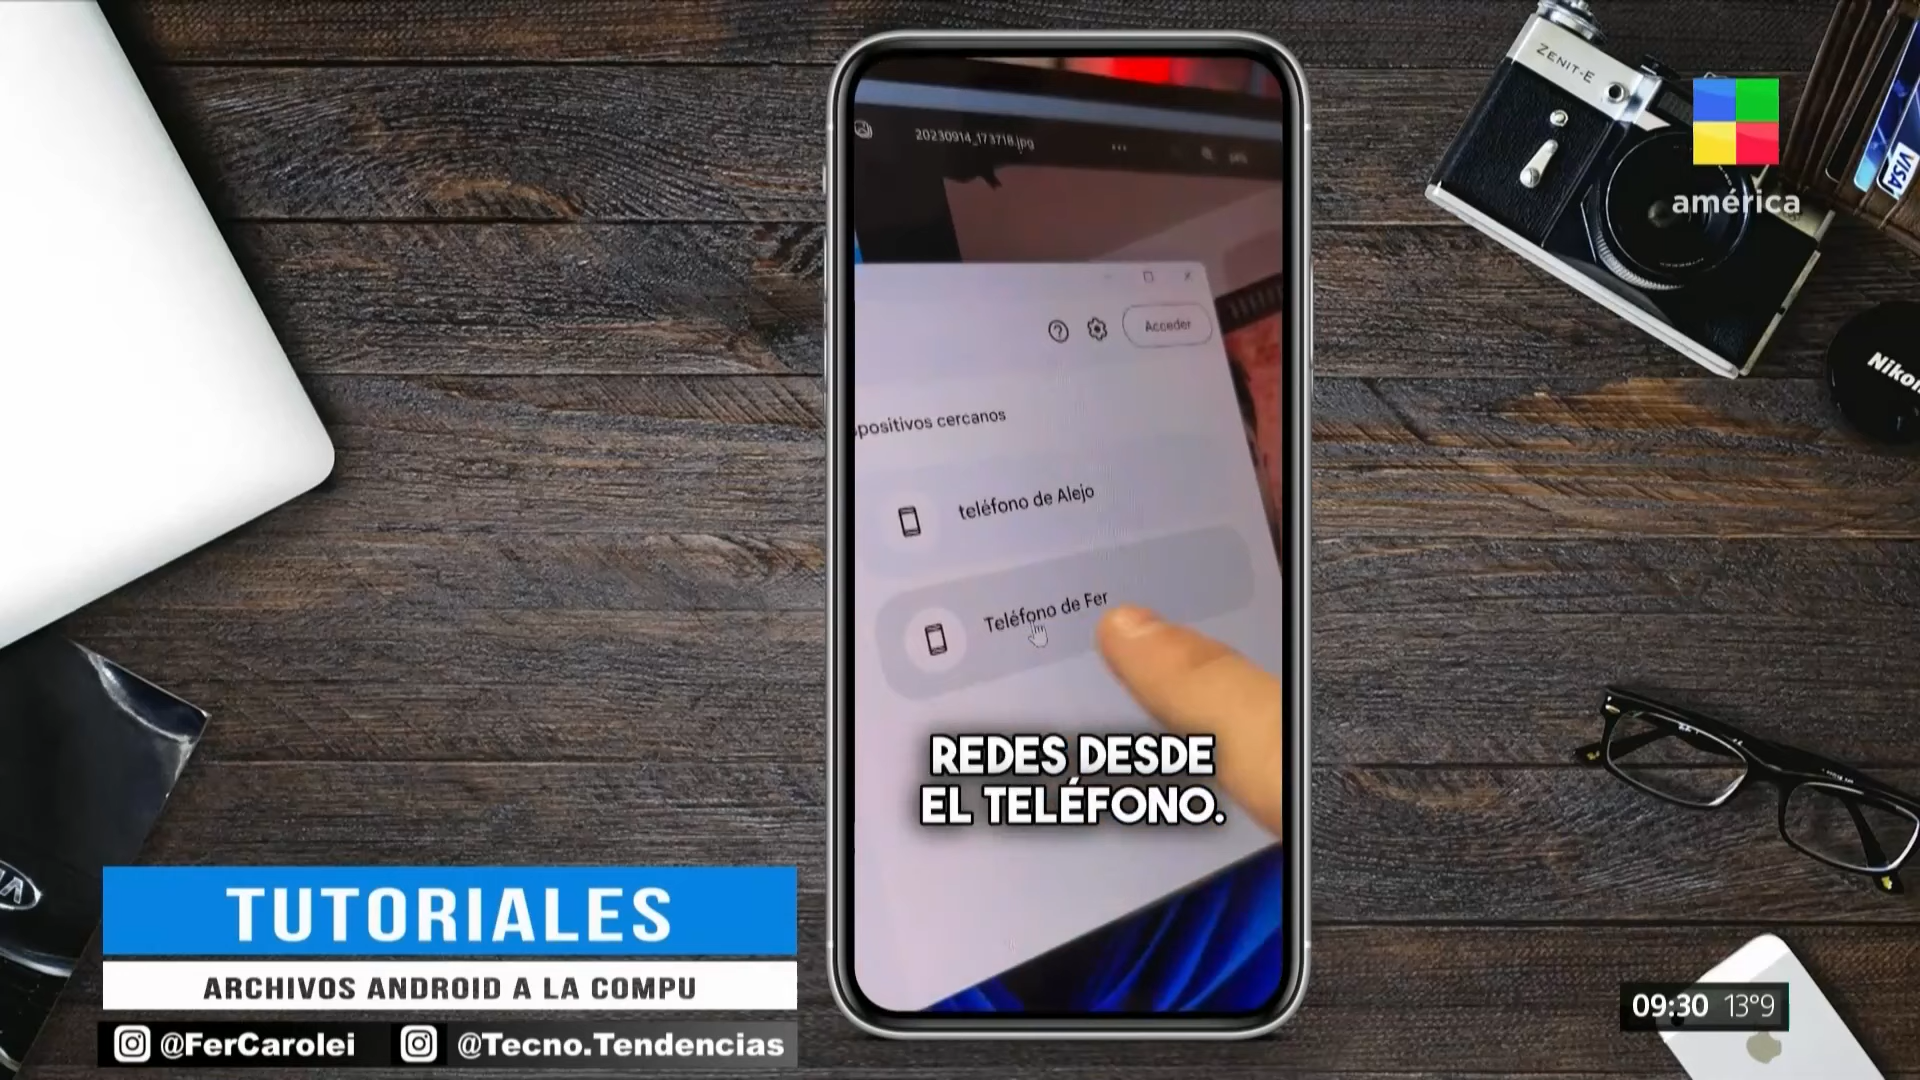 ZENIT-E
VISA
américa
Nikon
20230914_173718.jpg
Acceder
positivos cercanos
teléfono de Alejo
Teléfono de Fer
REDES DESDE
EL TELÉFONO.
TUTORIALES
ARCHIVOS ANDROID A LA COMPU
@FerCarolei @Tecno.Tendencias
09:30 13°9